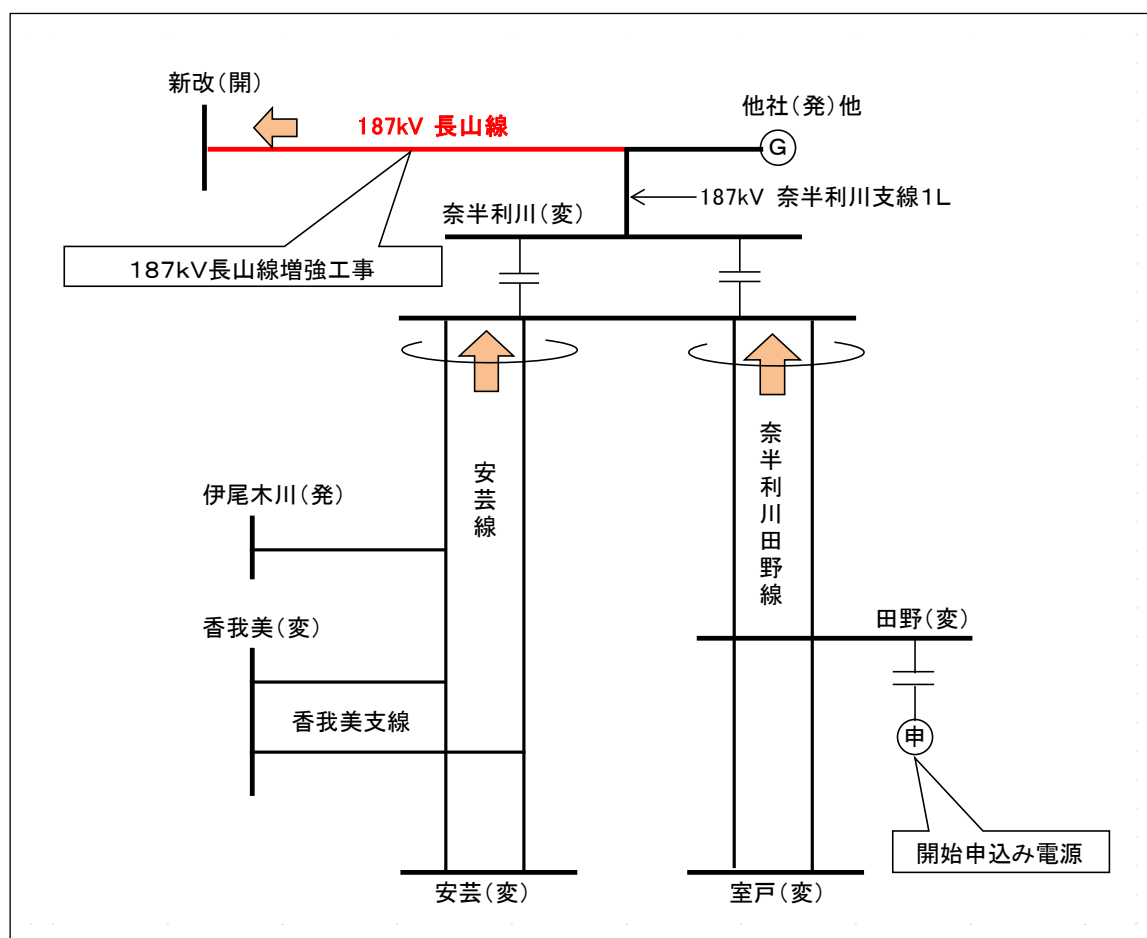 新改(開)
他社(発)他
187kV 長山線
G
187kV 奈半利川支線1L
奈半利川(変)
187kV長山線増強工事
安芸線
奈半利川田野線
伊尾木川(発)
香我美(変)
田野(変)
香我美支線
申
開始申込み電源
安芸(変)
室戸(変)